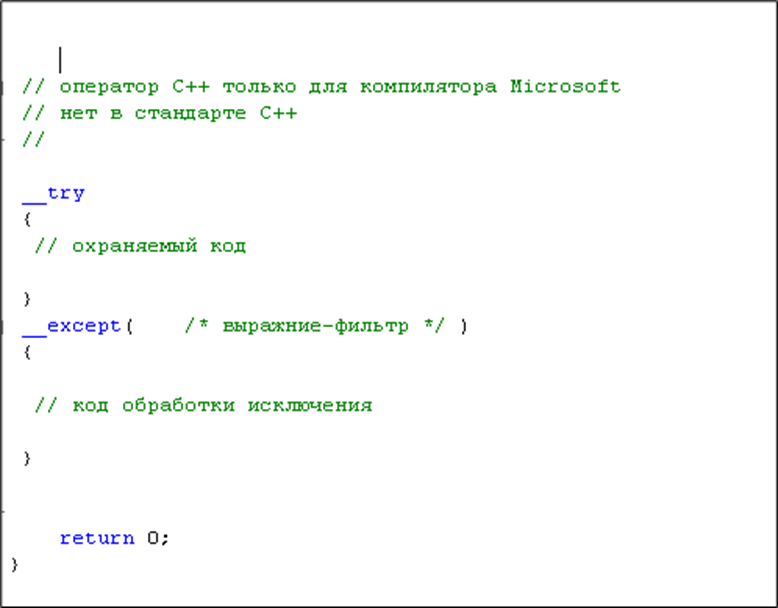 // оператор C++ только для компилятора Microsoft
// нет в стандарте C++
//
__try
{
// охраняемый код
}
__except( /* выражние-фильтр */ )
{
// код обработки исключения
}
return 0;
}